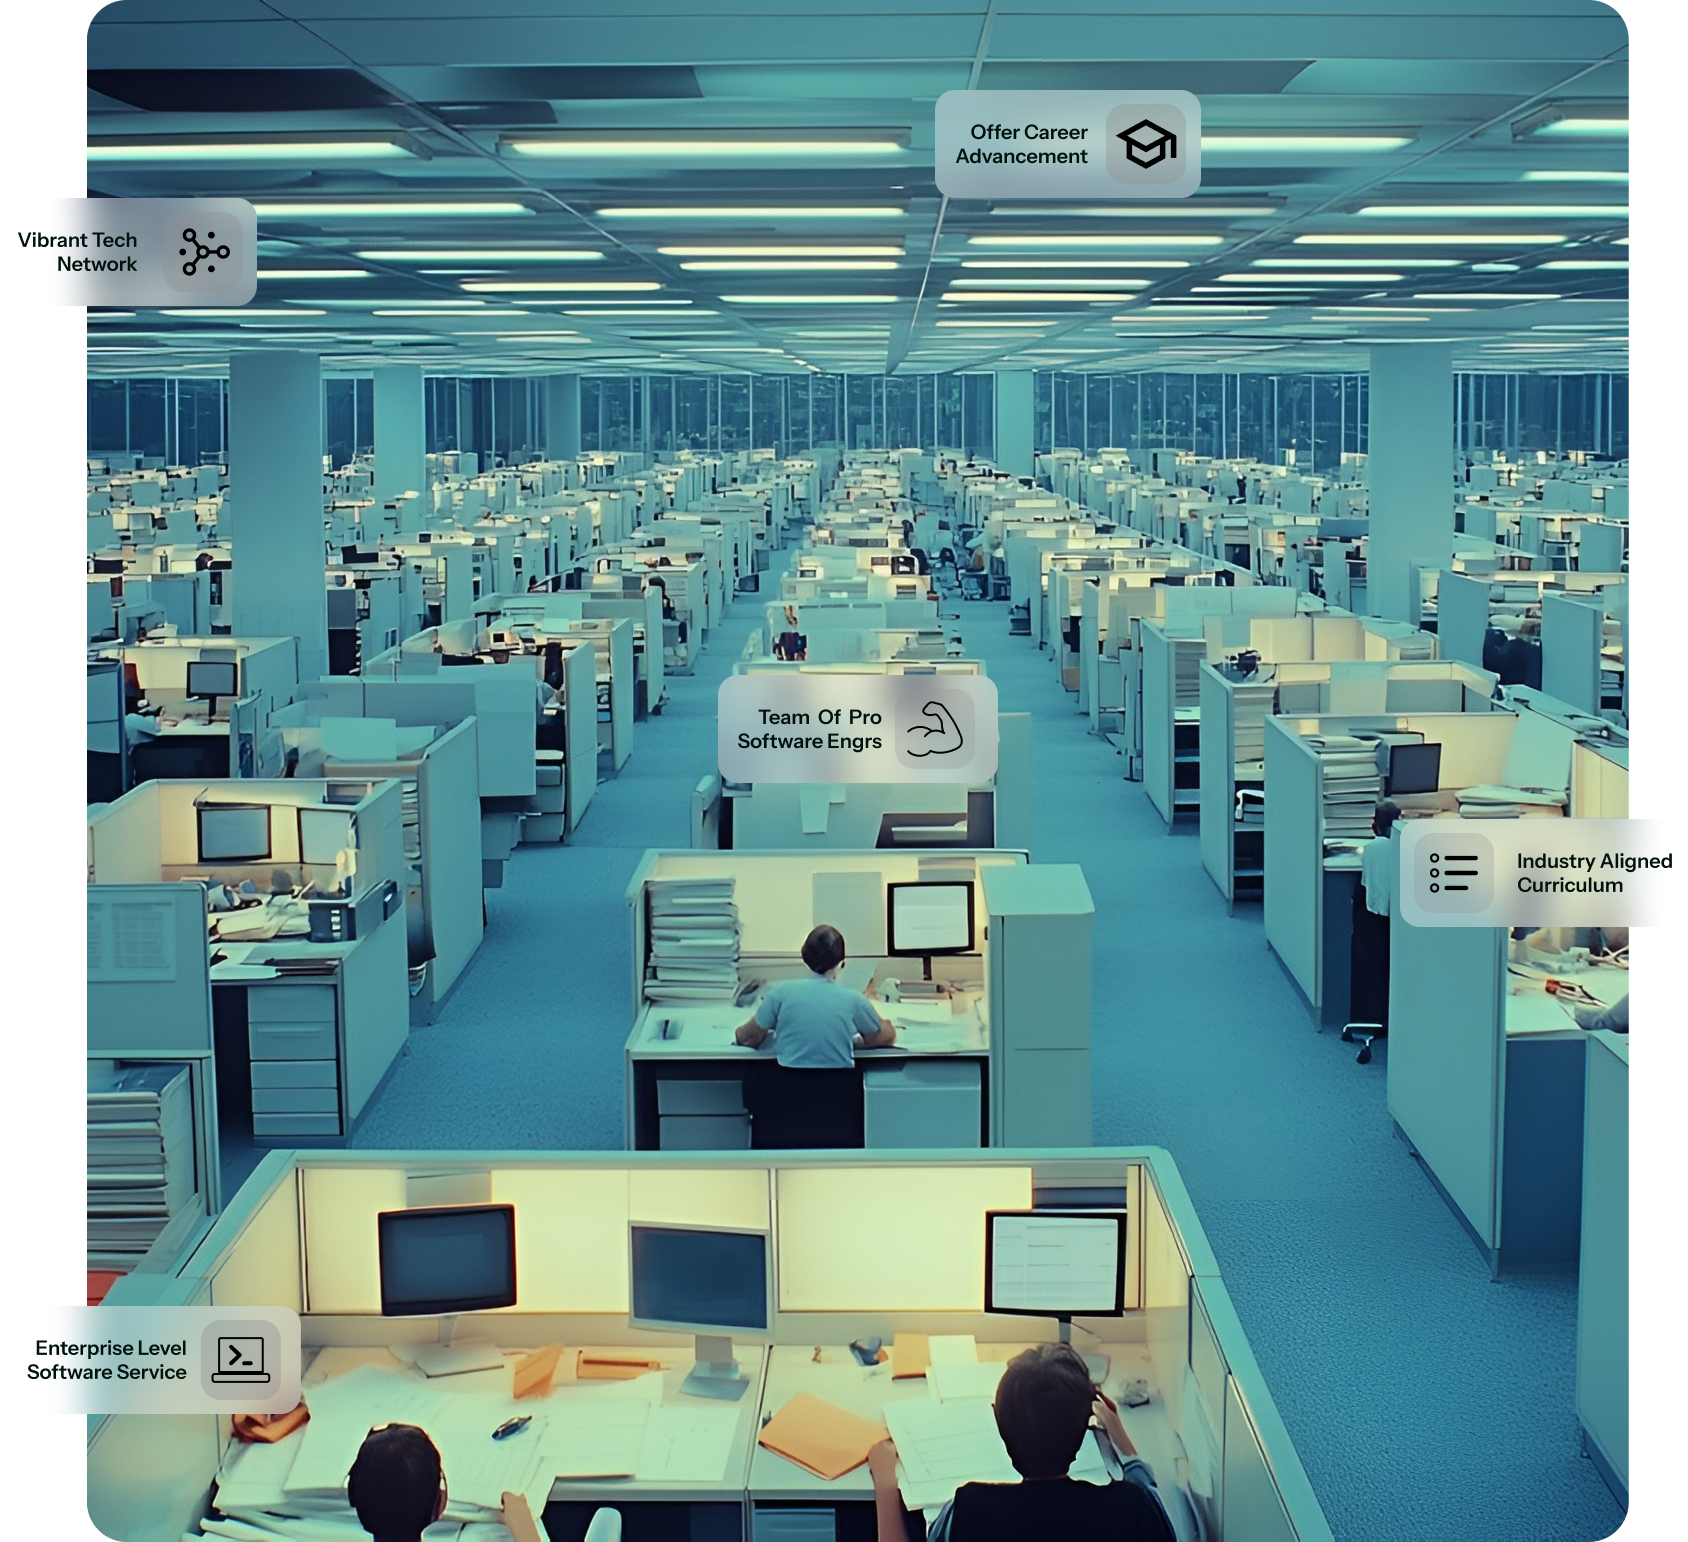 Offer Career
Advancement
Vibrant Tech
Network
Team Of Pro
Software Engrs
Industry Aligned
Curriculum
Enterprise Level
Software Service